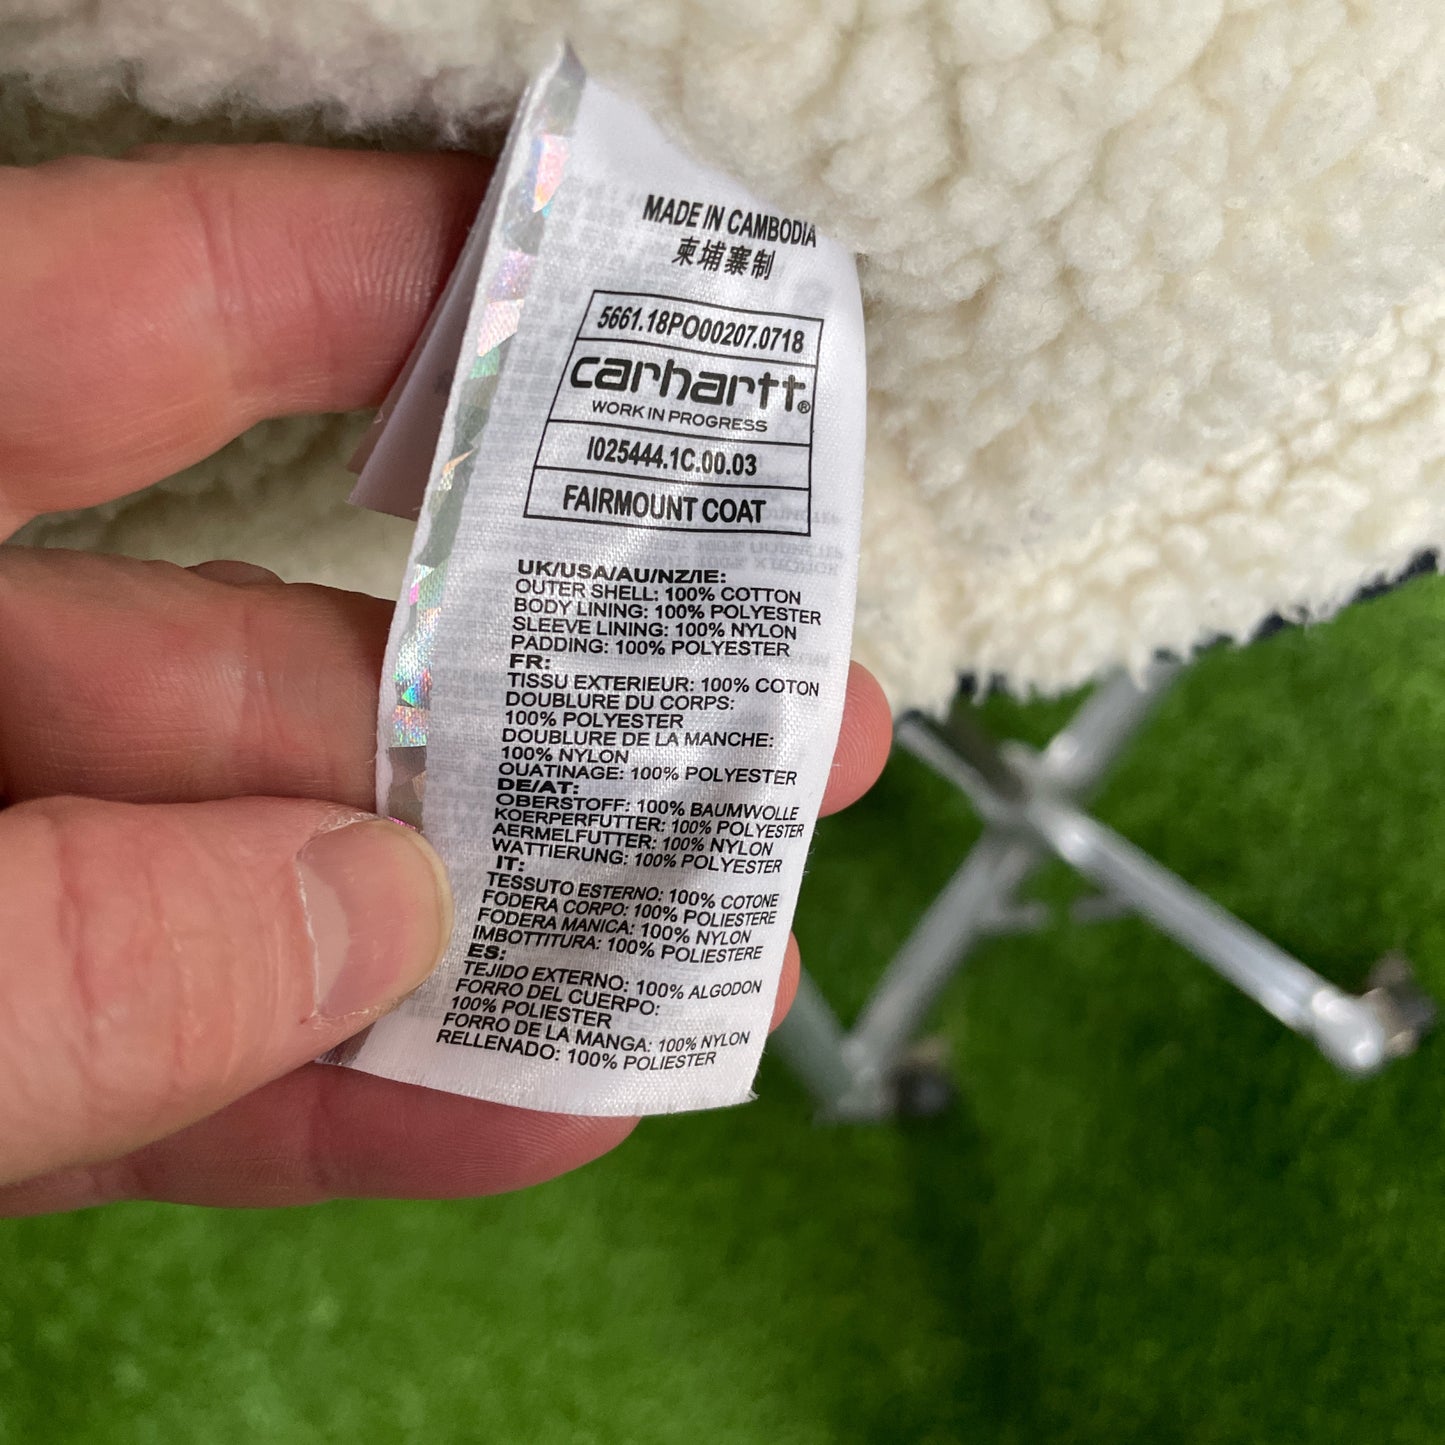 MADE IN CAMBODIA
柬埔寨制
5661.18PO00207.0718
carhartt®
WORK IN PROGRESS
I025444.1C.00.03
FAIRMOUNT COAT
UK/USA/AU/NZ/IE:
OUTER SHELL: 100% COTTON
BODY LINING: 100% POLYESTER
SLEEVE LINING: 100% NYLON
PADDING: 100% POLYESTER
FR:
TISSU EXTERIEUR: 100% COTON
DOUBLURE DU CORPS:
100% POLYESTER
DOUBLURE DE LA MANCHE:
100% NYLON
OUATINAGE: 100% POLYESTER
DE/AT:
OBERSTOFF: 100% BAUMWOLLE
KOERPERFUTTER: 100% POLYESTER
AERMELFUTTER: 100% NYLON
WATTIERUNG: 100% POLYESTER
IT:
TESSUTO ESTERNO: 100% COTONE
FODERA CORPO: 100% POLIESTERE
FODERA MANICA: 100% NYLON
IMBOTTITURA: 100% POLIESTERE
ES:
TEJIDO EXTERNO: 100% ALGODON
FORRO DEL CUERPO:
100% POLIESTER
FORRO DE LA MANGA: 100% NYLON
RELLENADO: 100% POLIESTER